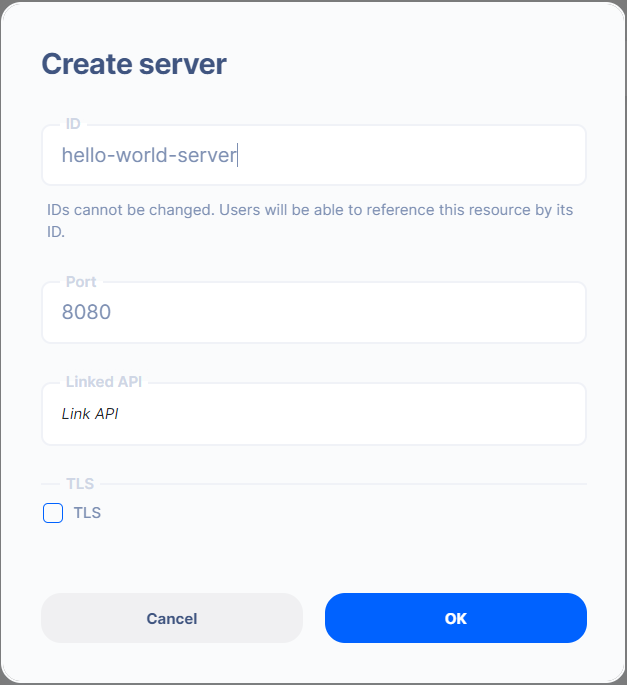 Create server
ID
hello-world-server
IDs cannot be changed. Users will be able to reference this resource by its
ID.
Port
8080
Linked API
Link API
TLS
TLS
Cancel
OK